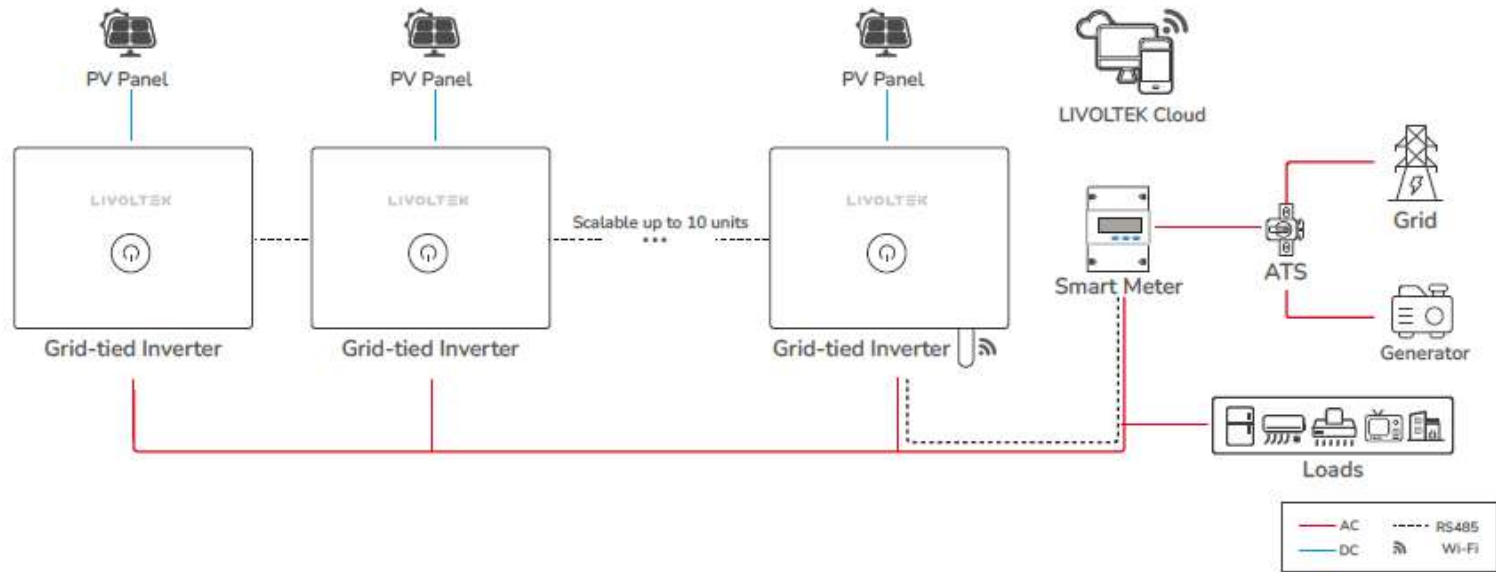 PV Panel
PV Panel
PV Panel
LIVOLTEK Cloud
LIVOLTEK
LIVOLTEK
LIVOLTEK
Scalable up to 10 units
Grid
Smart Meter
ATS
Grid-tied Inverter
Grid-tied Inverter
Grid-tied Inverter
Generator
Loads
AC
RS485
DC
Wi-Fi